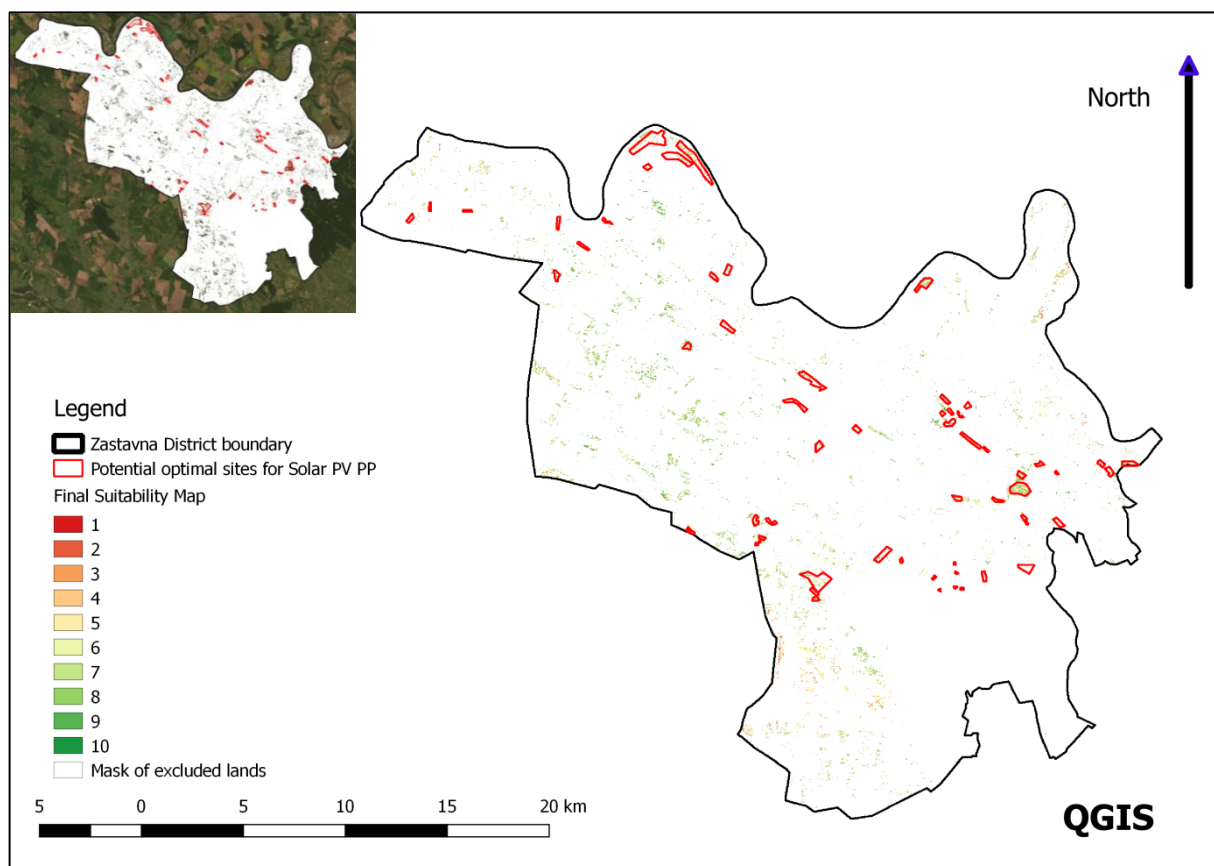 North
Legend
Zastavna District boundary
Potential optimal sites for Solar PV PP
Final Suitability Map
1
2
3
4
5
6
7
8
9
10
Mask of excluded lands
5 0 5 10 15 20 km
QGIS